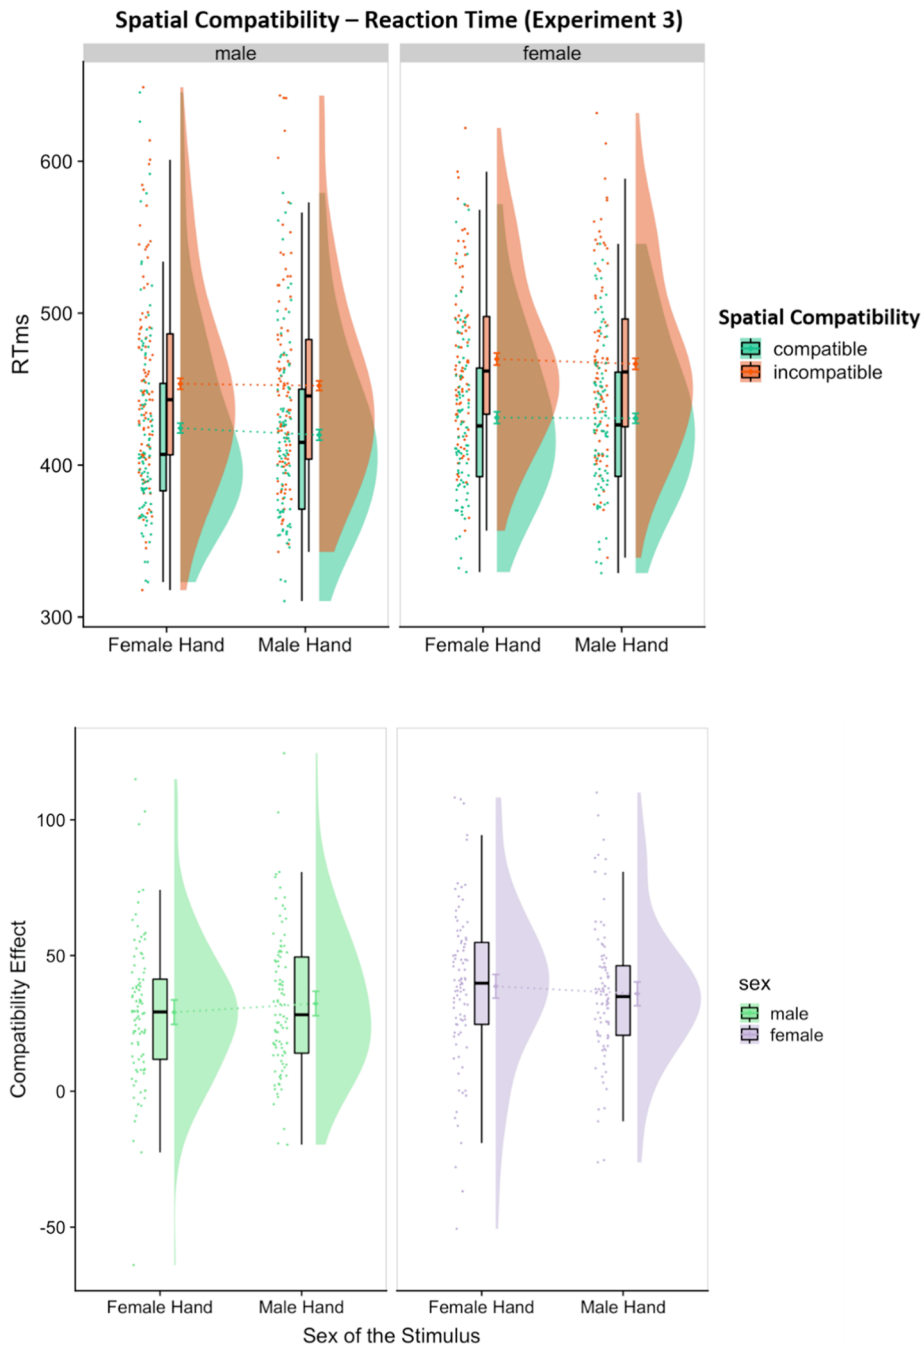 Spatial Compatibility – Reaction Time (Experiment 3)
male
female
600
500
400
300
RTms
Female Hand
Male Hand
Female Hand
Male Hand
Spatial Compatibility
compatible
incompatible
100
50
0
-50
Compatibility Effect
Female Hand
Male Hand
Female Hand
Male Hand
Sex of the Stimulus
sex
male
female